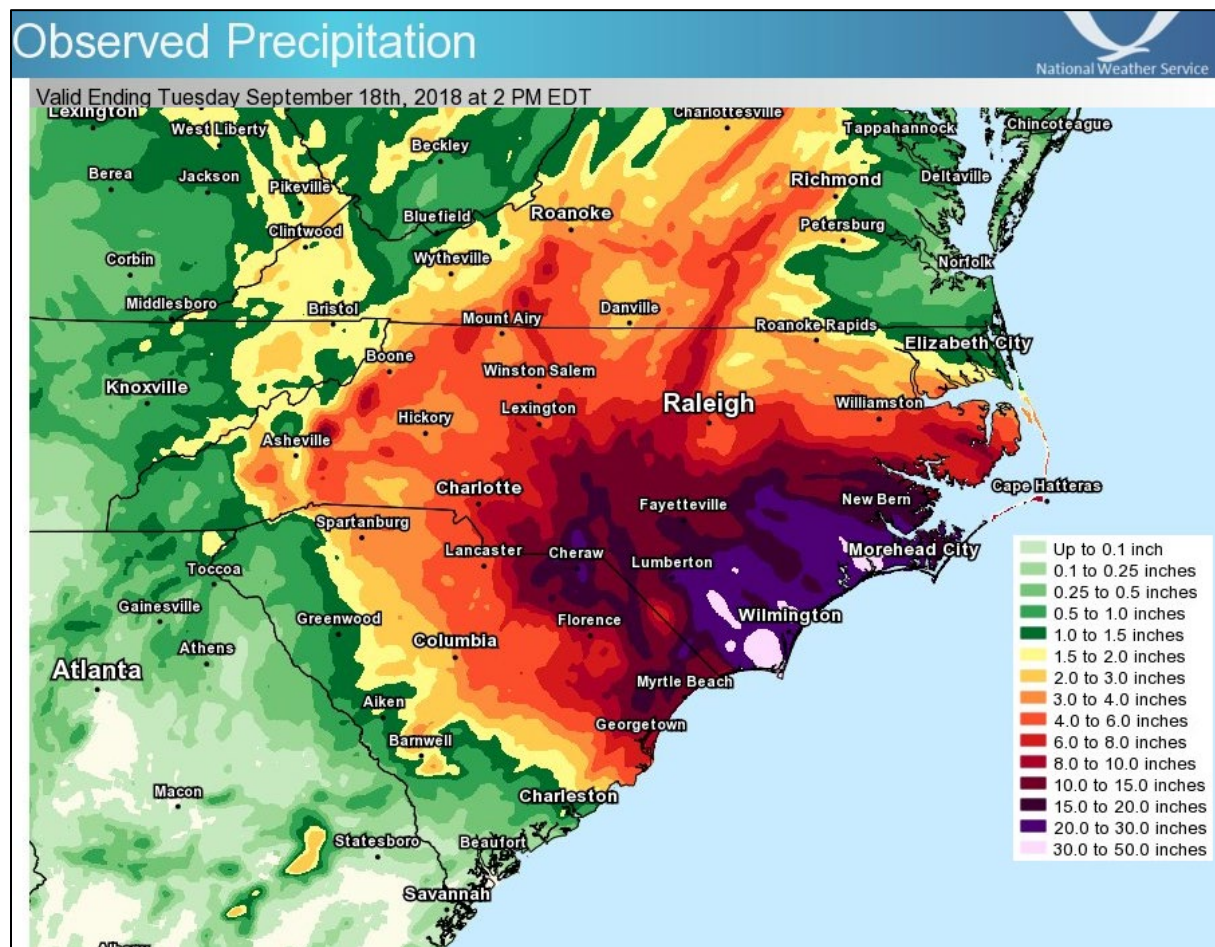 Observed Precipitation
National Weather Service
Valid Ending Tuesday September 18th, 2018 at 2 PM EDT
Lexington
West Liberty
Charlottesville
Tappahannock
Chincoteague
Beckley
Berea
Jackson
Pikeville
Richmond
Deltaville
Bluefield
Roanoke
Petersburg
Clintwood
Corbin
Wytheville
Norfolk
Middlesboro
Bristol
Mount Airy
Danville
Roanoke Rapids
Elizabeth City
Boone
Knoxville
Winston Salem
Hickory
Lexington
Raleigh
Williamston
Asheville
Charlotte
Cape Hatteras
Fayetteville
New Bern
Spartanburg
Lancaster
Cheraw
Lumberton
Morehead City
Toccoa
Gainesville
Greenwood
Florence
Wilmington
Athens
Columbia
Atlanta
Myrtle Beach
Aiken
Georgetown
Barnwell
Macon
Charleston
Statesboro
Beaufort
Savannah
Albany
Up to 0.1 inch
0.1 to 0.25 inches
0.25 to 0.5 inches
0.5 to 1.0 inches
1.0 to 1.5 inches
1.5 to 2.0 inches
2.0 to 3.0 inches
3.0 to 4.0 inches
4.0 to 6.0 inches
6.0 to 8.0 inches
8.0 to 10.0 inches
10.0 to 15.0 inches
15.0 to 20.0 inches
20.0 to 30.0 inches
30.0 to 50.0 inches